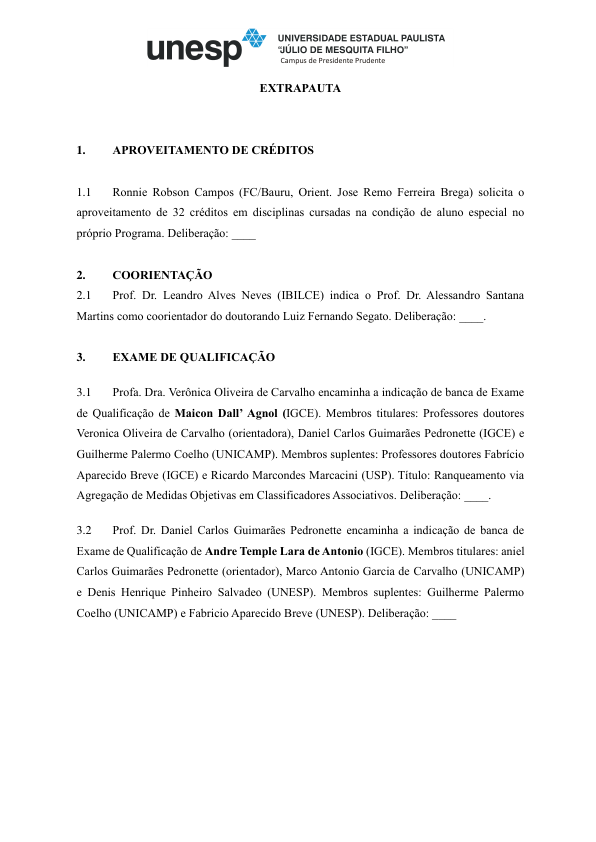 unesp
UNIVERSIDADE ESTADUAL PAULISTA
“JÚLIO DE MESQUITA FILHO”
Campus de Presidente Prudente
EXTRAPAUTA
1. APROVEITAMENTO DE CRÉDITOS
1.1 Ronnie Robson Campos (FC/Bauru, Orient. Jose Remo Ferreira Brega) solicita o
aproveitamento de 32 créditos em disciplinas cursadas na condição de aluno especial no
próprio Programa. Deliberação: ____
2. COORIENTAÇÃO
2.1 Prof. Dr. Leandro Alves Neves (IBILCE) indica o Prof. Dr. Alessandro Santana
Martins como coorientador do doutorando Luiz Fernando Segato. Deliberação: ____.
3. EXAME DE QUALIFICAÇÃO
3.1 Profa. Dra. Verônica Oliveira de Carvalho encaminha a indicação de banca de Exame
de Qualificação de Maicon Dall’ Agnol (IGCE). Membros titulares: Professores doutores
Veronica Oliveira de Carvalho (orientadora), Daniel Carlos Guimarães Pedronette (IGCE) e
Guilherme Palermo Coelho (UNICAMP). Membros suplentes: Professores doutores Fabrício
Aparecido Breve (IGCE) e Ricardo Marcondes Marcacini (USP). Título: Ranqueamento via
Agregação de Medidas Objetivas em Classificadores Associativos. Deliberação: ____.
3.2 Prof. Dr. Daniel Carlos Guimarães Pedronette encaminha a indicação de banca de
Exame de Qualificação de Andre Temple Lara de Antonio (IGCE). Membros titulares: aniel
Carlos Guimarães Pedronette (orientador), Marco Antonio Garcia de Carvalho (UNICAMP)
e Denis Henrique Pinheiro Salvadeo (UNESP). Membros suplentes: Guilherme Palermo
Coelho (UNICAMP) e Fabricio Aparecido Breve (UNESP). Deliberação: ____